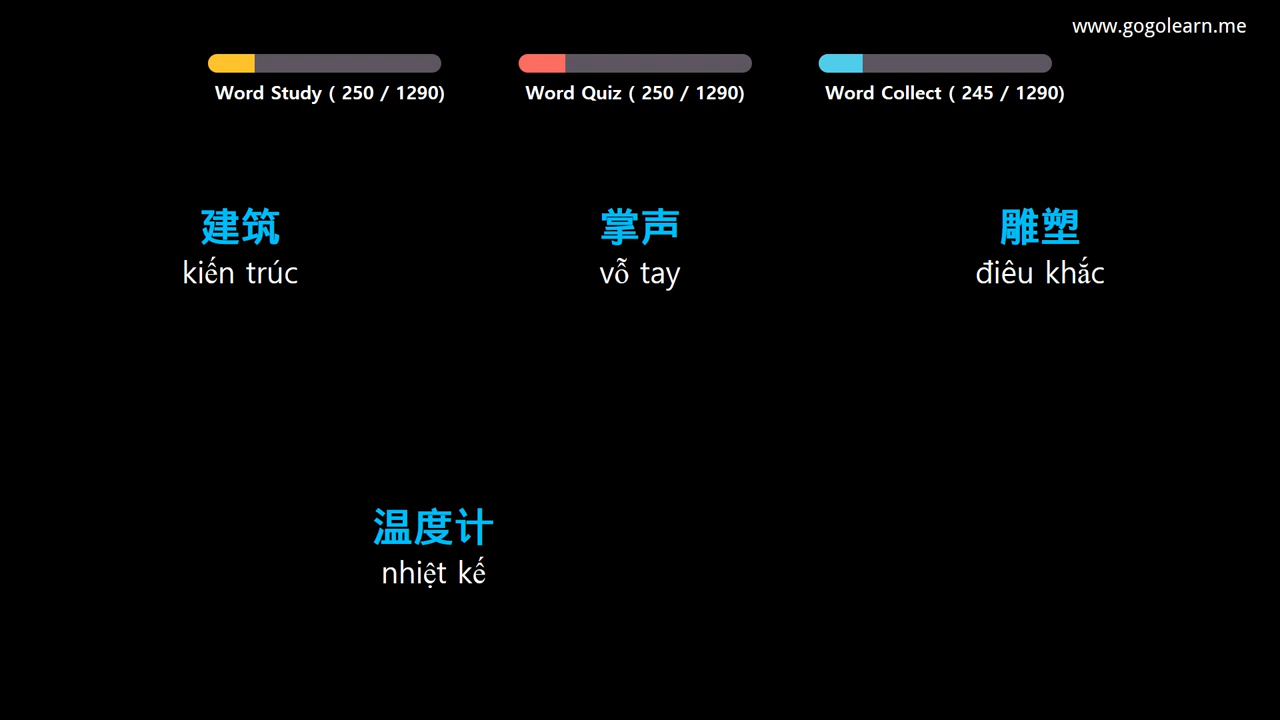 www.gogolearn.me
Word Study ( 250 / 1290)
Word Quiz ( 250 / 1290)
Word Collect ( 245 / 1290)
建筑
kiến trúc
掌声
vỗ tay
雕塑
điêu khắc
温度计
nhiệt kế